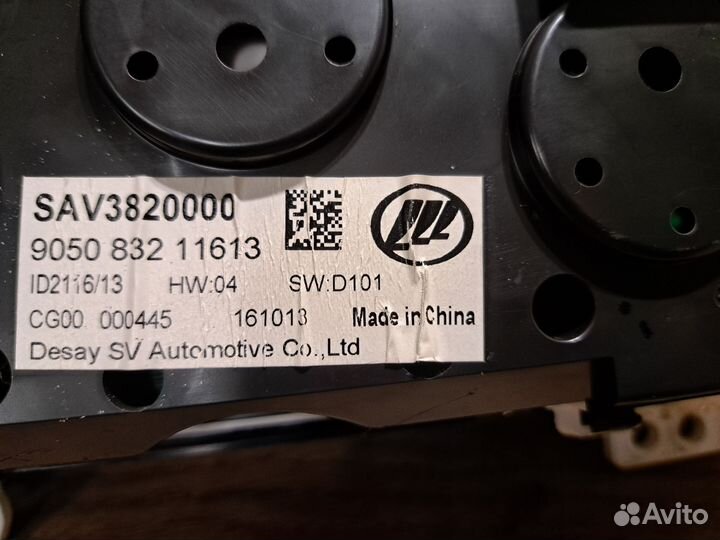 SAV3820000
9050 832 11613
ID2116/13 HW:04 SW:D101
CG00 000445 161013 Made in China
Desay SV Automotive Co.,Ltd
Avito